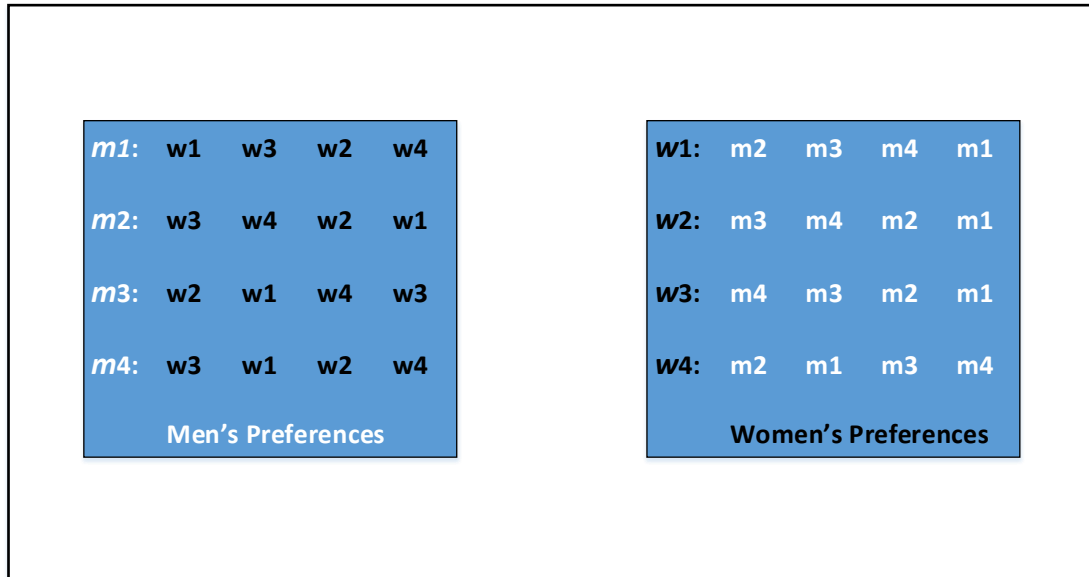 m1: w1 w3 w2 w4
m2: w3 w4 w2 w1
m3: w2 w1 w4 w3
m4: w3 w1 w2 w4
Men's Preferences
w1: m2 m3 m4 m1
w2: m3 m4 m2 m1
w3: m4 m3 m2 m1
w4: m2 m1 m3 m4
Women's Preferences